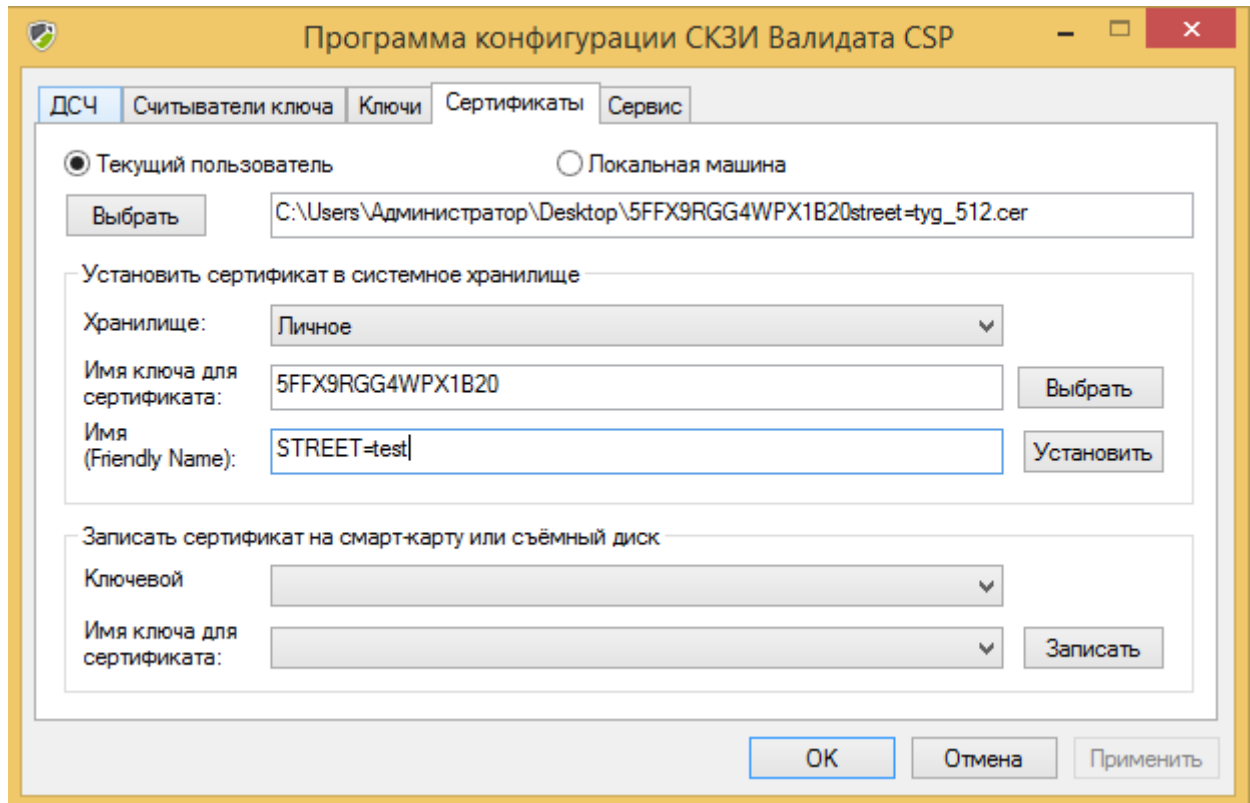 Программа конфигурации СКЗИ Валидата CSP
ДСЧ Считыватели ключа Ключи Сертификаты Сервис
Текущий пользователь Локальная машина
Выбрать C:\Users\Администратор\Desktop\5FFX9RGG4WPX1B20street=tyg_512.cer
Установить сертификат в системное хранилище
Хранилище: Личное
Имя ключа для
сертификата: 5FFX9RGG4WPX1B20 Выбрать
Имя
(Friendly Name): STREET=test Установить
Записать сертификат на смарт-карту или съёмный диск
Ключевой
Имя ключа для
сертификата: Записать
OK Отмена Применить